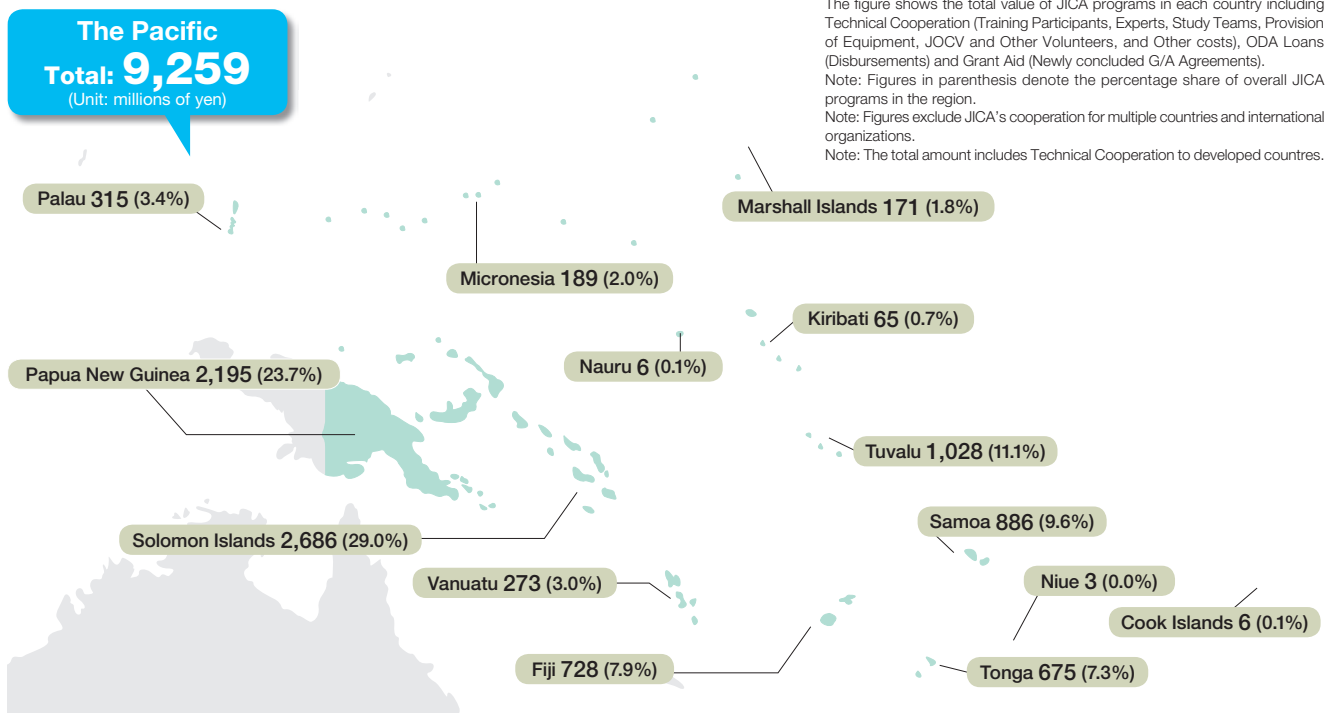 The figure shows the total value of JICA programs in each country including
Technical Cooperation (Training Participants, Experts, Study Teams, Provision
of Equipment, JOCV and Other Volunteers, and Other costs), ODA Loans
(Disbursements) and Grant Aid (Newly concluded G/A Agreements).
Note: Figures in parenthesis denote the percentage share of overall JICA
programs in the region.
Note: Figures exclude JICA's cooperation for multiple countries and international
organizations.
Note: The total amount includes Technical Cooperation to developed countres.
The Pacific
Total: 9,259
(Unit: millions of yen)
Palau 315 (3.4%)
Marshall Islands 171 (1.8%)
Micronesia 189 (2.0%)
Kiribati 65 (0.7%)
Nauru 6 (0.1%)
Papua New Guinea 2,195 (23.7%)
Tuvalu 1,028 (11.1%)
Samoa 886 (9.6%)
Solomon Islands 2,686 (29.0%)
Vanuatu 273 (3.0%)
Niue 3 (0.0%)
Cook Islands 6 (0.1%)
Fiji 728 (7.9%)
Tonga 675 (7.3%)